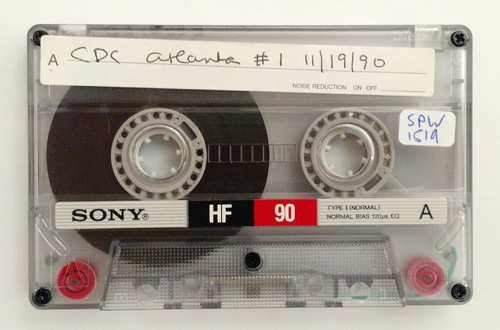 A CDC atlanta #1 11/19/90
NOISE REDUCTION ON OFF
SPW
1519
SONY® HF 90 TYPE I (NORMAL)
NORMAL BIAS 120µs EQ
A